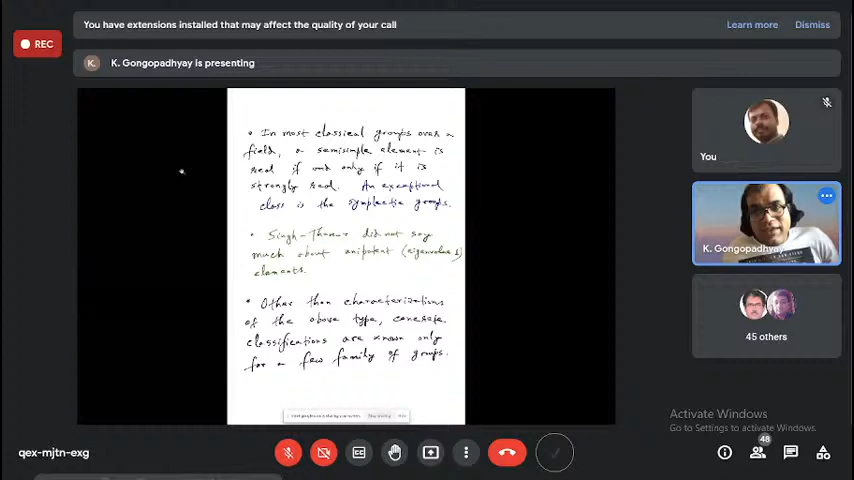 You have extensions installed that may affect the quality of your call
Learn more
Dismiss
REC
K.
K. Gongopadhyay is presenting
• In most classical groups over a
field, a semisimple element is
real if and only if it is
strongly real. An exceptional
class is the symplectic groups.
• Singh-Thakur did not say
much about unipotent (eigenvalue 1)
elements.
• Other than characterizations
of the above type, concrete
classifications are known only
for a few family of groups.
You
K. Gongopadhyay
45 others
Activate Windows
Go to Settings to activate Windows.
qex-mjtn-exg
48